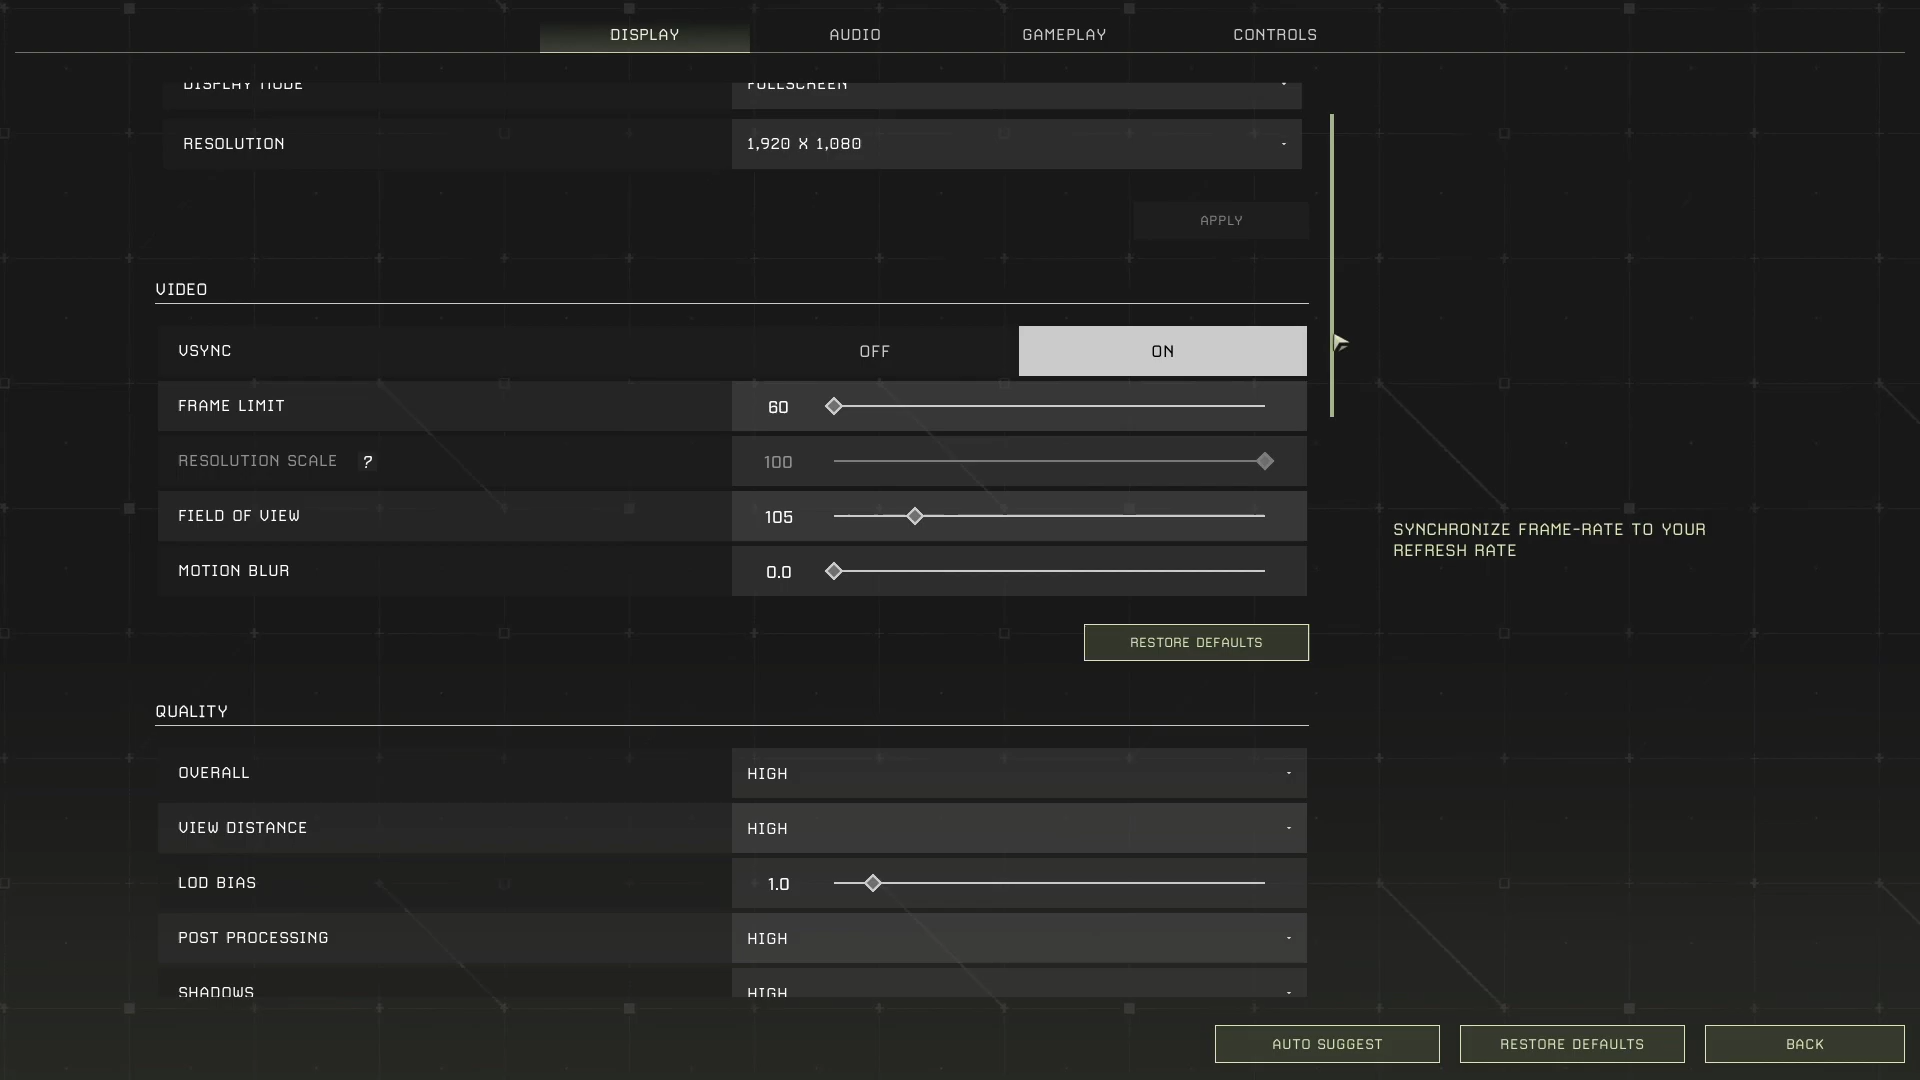 DISPLAY AUDIO GAMEPLAY CONTROLS
DISPLAY MODE FULLSCREEN
RESOLUTION 1,920 X 1,080
APPLY
VIDEO
VSYNC OFF ON
FRAME LIMIT 60
RESOLUTION SCALE ? 100
FIELD OF VIEW 105
MOTION BLUR 0.0
SYNCHRONIZE FRAME-RATE TO YOUR
REFRESH RATE
RESTORE DEFAULTS
QUALITY
OVERALL HIGH
VIEW DISTANCE HIGH
LOD BIAS 1.0
POST PROCESSING HIGH
SHADOWS HIGH
AUTO SUGGEST RESTORE DEFAULTS BACK